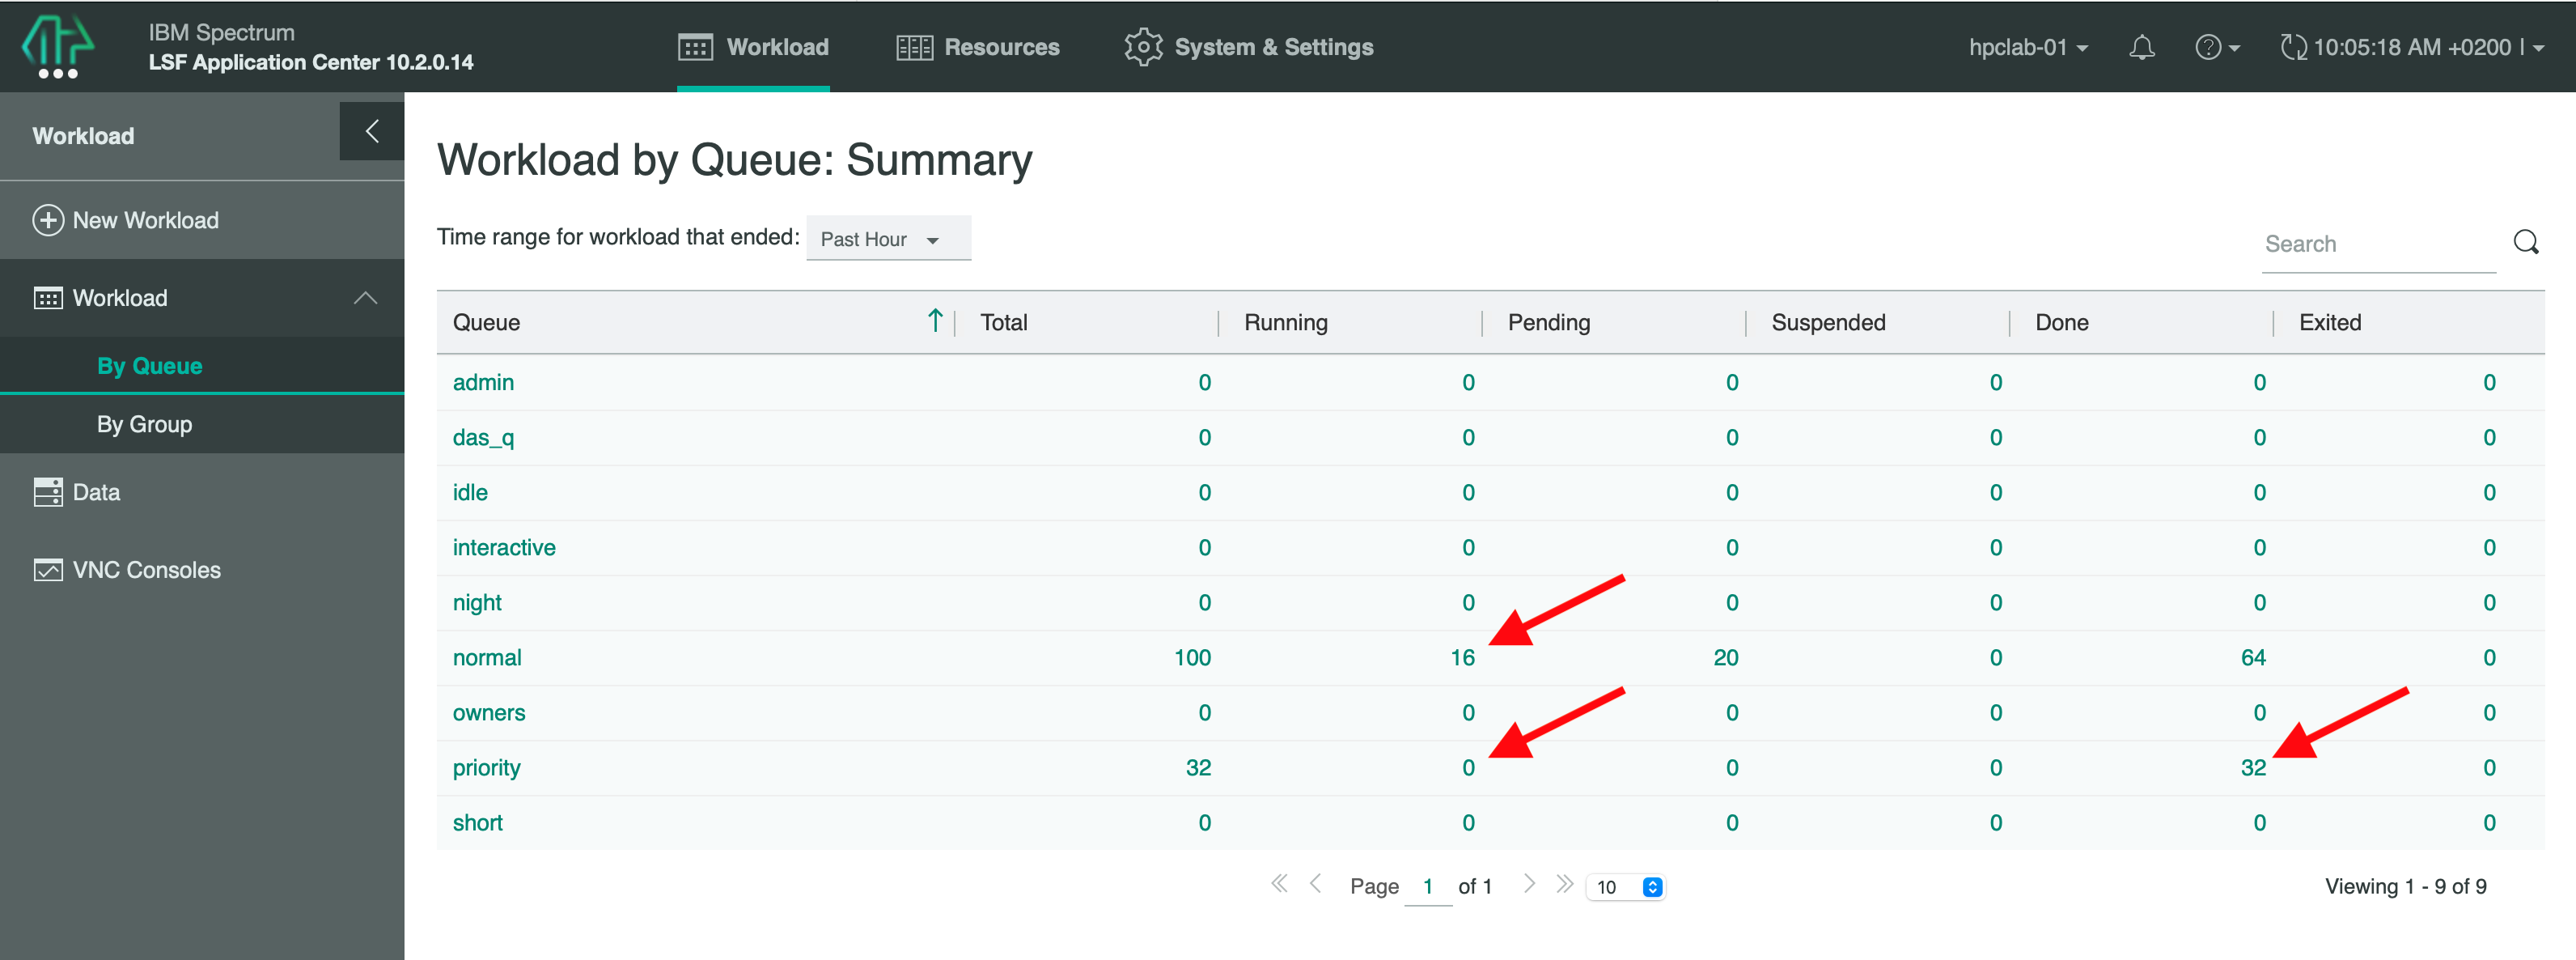 IBM Spectrum
LSF Application Center 10.2.0.14
Workload
Resources
System & Settings
hpclab-01
10:05:18 AM +0200
Workload
New Workload
Workload
By Queue
By Group
Data
VNC Consoles
Workload by Queue: Summary
Time range for workload that ended: Past Hour
Search
Queue Total Running Pending Suspended Done Exited
admin 0 0 0 0 0 0
das_q 0 0 0 0 0 0
idle 0 0 0 0 0 0
interactive 0 0 0 0 0 0
night 0 0 0 0 0 0
normal 100 16 20 0 64 0
owners 0 0 0 0 0 0
priority 32 0 0 0 32 0
short 0 0 0 0 0 0
Page 1 of 1 10
Viewing 1 - 9 of 9